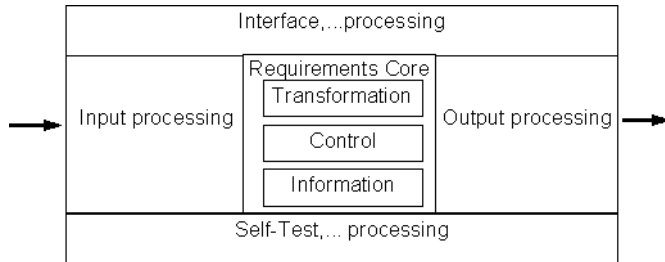 Interface,...processing
Requirements Core
Transformation
Input processing
Output processing
Control
Information
Self-Test,... processing